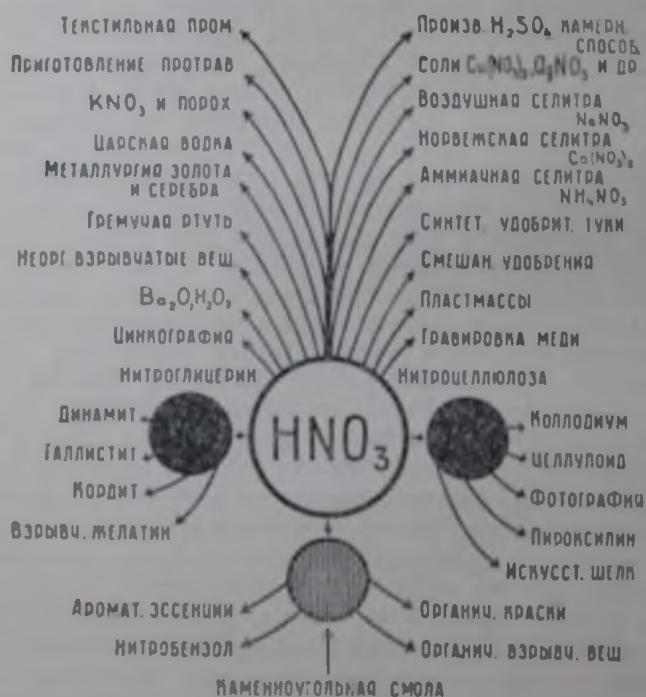 Текстильная пром
Приготовление протрав
KNO₃ и порох
Царская водка
Металлургия золота
и серебра
Гремучая ртуть
Неорг. взрывчатые вещ
Ba₂O, H₂O₂
Цинкография
Произв. H₂SO₄ камерн.
способ.
Соли и др
Воздушная селитра
NaNO₃
Норвежская селитра
Ca(NO₃)₂
Аммиачная селитра
NH₄NO₃
Синтет. удобрит. туки
Смешан. удобрения
Пластмассы
Гравировка меди
Нитроглицерин
Нитроцеллюлоза
HNO₃
Динамит
Галлистит
Кордит
Взрывч. желатин
Коллодиум
Целлулоид
Фотография
Пироксилин
Искусст. шелк
Аромат. эссенции
Нитробензол
Органич. краски
Органич. взрывч. вещ.
Каменноугольная смола